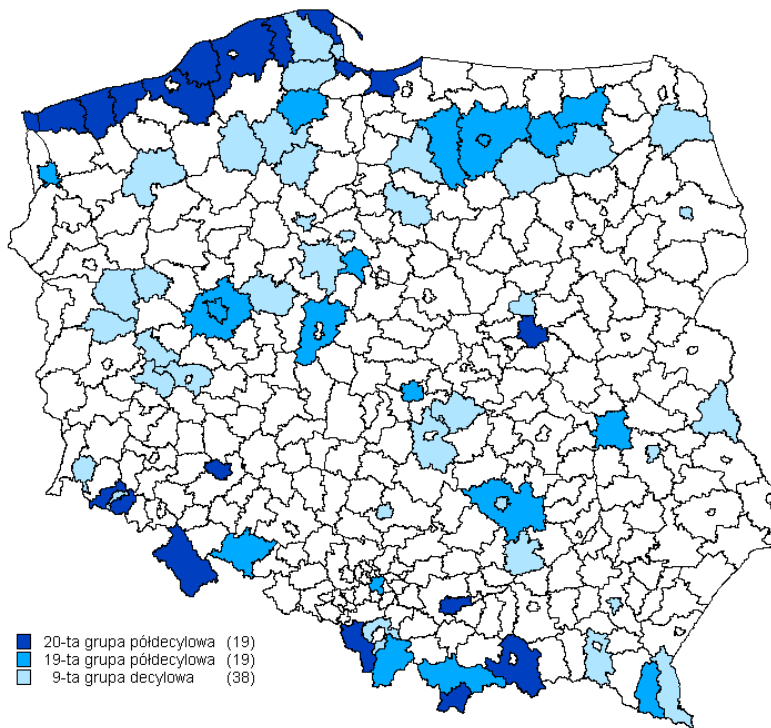 20-ta grupa półdecylowa (19)
19-ta grupa półdecylowa (19)
9-ta grupa decylowa (38)